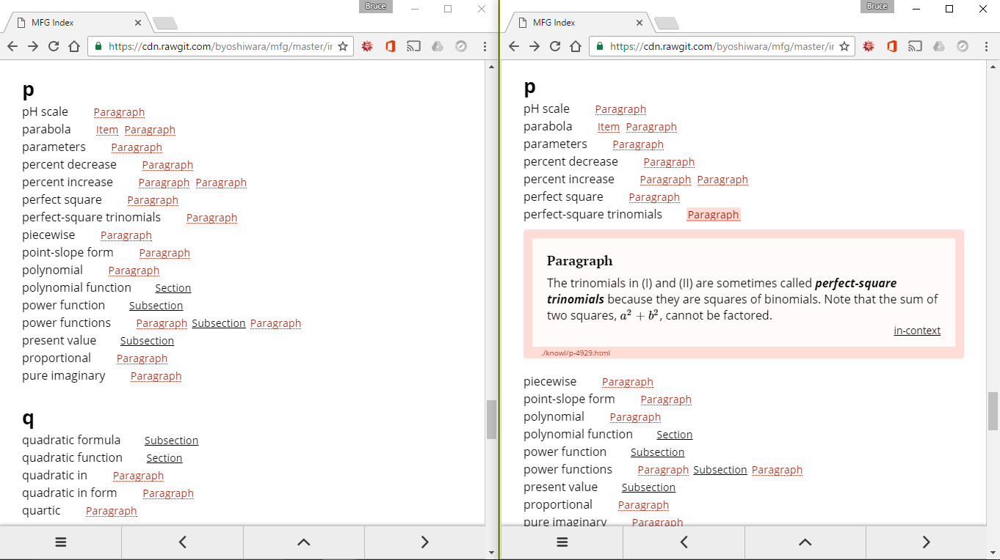 Bruce
MFG Index
https://cdn.rawgit.com/byoshiwara/mfg/master/ir
p
pH scale Paragraph
parabola Item Paragraph
parameters Paragraph
percent decrease Paragraph
percent increase Paragraph Paragraph
perfect square Paragraph
perfect-square trinomials Paragraph
piecewise Paragraph
point-slope form Paragraph
polynomial Paragraph
polynomial function Section
power function Subsection
power functions Paragraph Subsection Paragraph
present value Subsection
proportional Paragraph
pure imaginary Paragraph
q
quadratic formula Subsection
quadratic function Section
quadratic in Paragraph
quadratic in form Paragraph
quartic Paragraph
Bruce
MFG Index
https://cdn.rawgit.com/byoshiwara/mfg/master/ir
p
pH scale Paragraph
parabola Item Paragraph
parameters Paragraph
percent decrease Paragraph
percent increase Paragraph Paragraph
perfect square Paragraph
perfect-square trinomials Paragraph
Paragraph
The trinomials in (I) and (II) are sometimes called perfect-square
trinomials because they are squares of binomials. Note that the sum of
two squares, a² + b², cannot be factored.
in-context
./knowl/p-4929.html
piecewise Paragraph
point-slope form Paragraph
polynomial Paragraph
polynomial function Section
power function Subsection
power functions Paragraph Subsection Paragraph
present value Subsection
proportional Paragraph
pure imaginary Paragraph